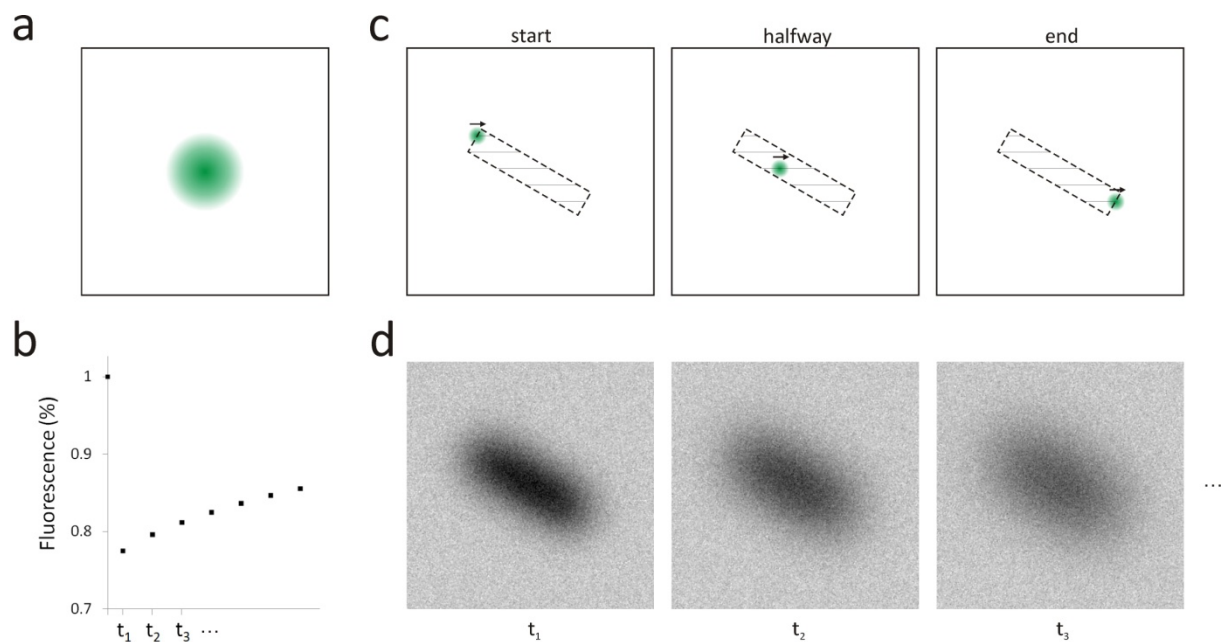 a
c
start halfway end
b
Fluorescence (%)
1
0.9
0.8
0.7
t₁ t₂ t₃ ...
d
t₁ t₂ t₃
...